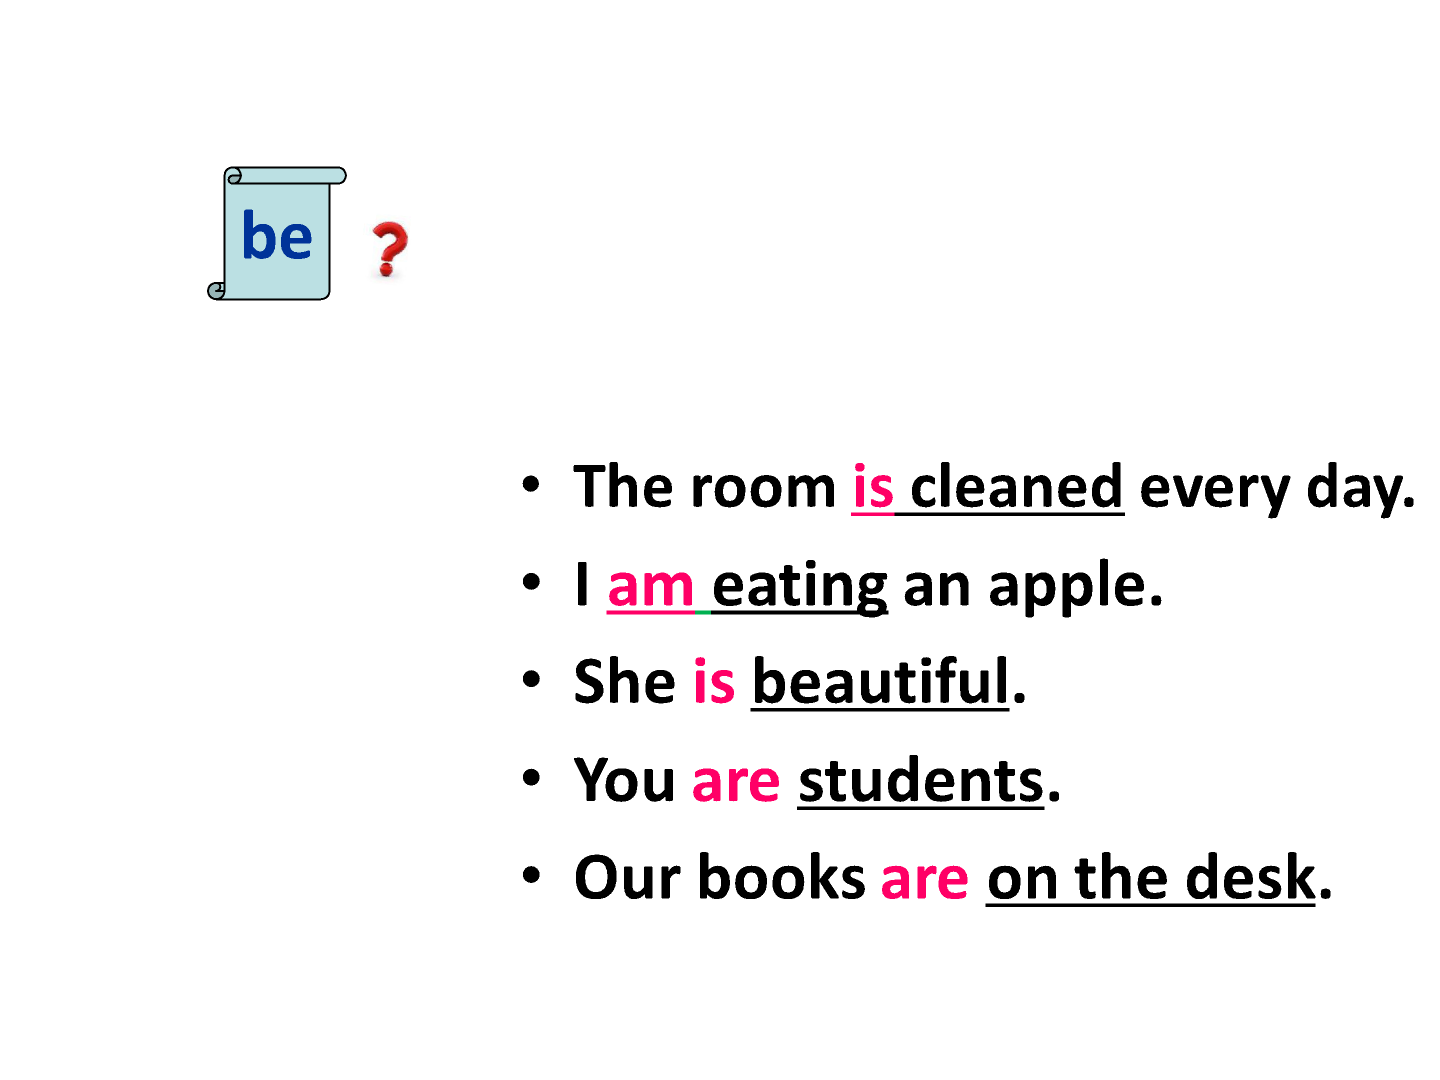 be ?
• The room is cleaned every day.
• I am eating an apple.
• She is beautiful.
• You are students.
• Our books are on the desk.